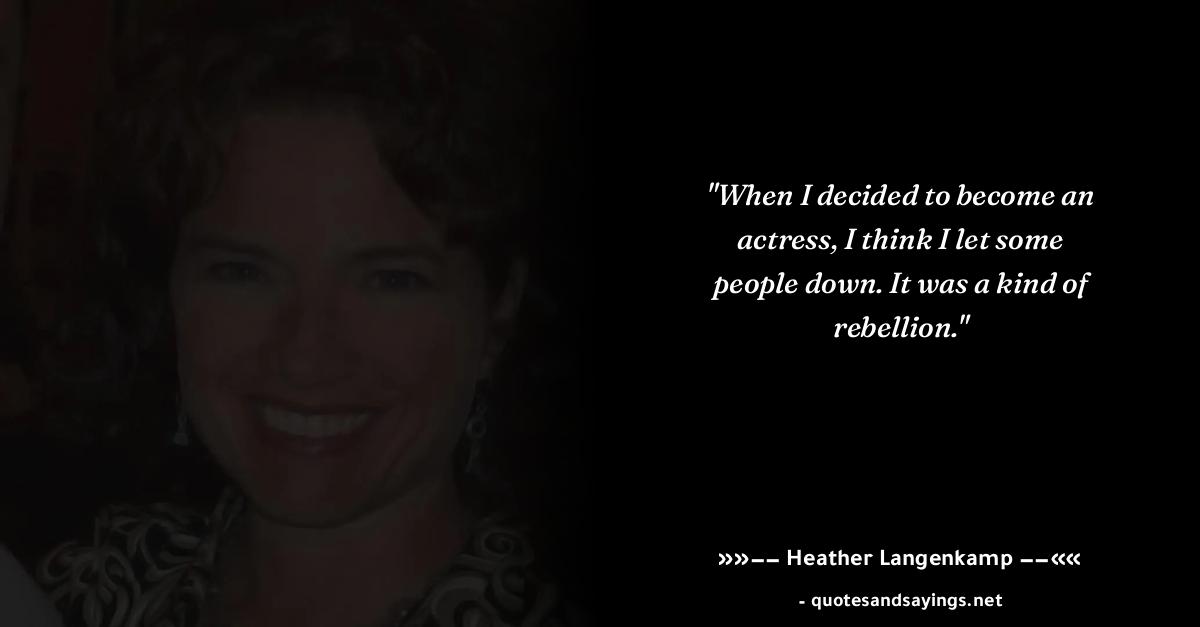 "When I decided to become an
actress, I think I let some
people down. It was a kind of
rebellion."
»»−− Heather Langenkamp −−««
- quotesandsayings.net